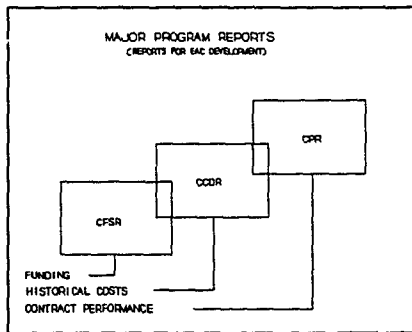 MAJOR PROGRAM REPORTS
(REPORTS FOR EAC DEVELOPMENT)
CPR
CCDR
CFSR
FUNDING
HISTORICAL COSTS
CONTRACT PERFORMANCE